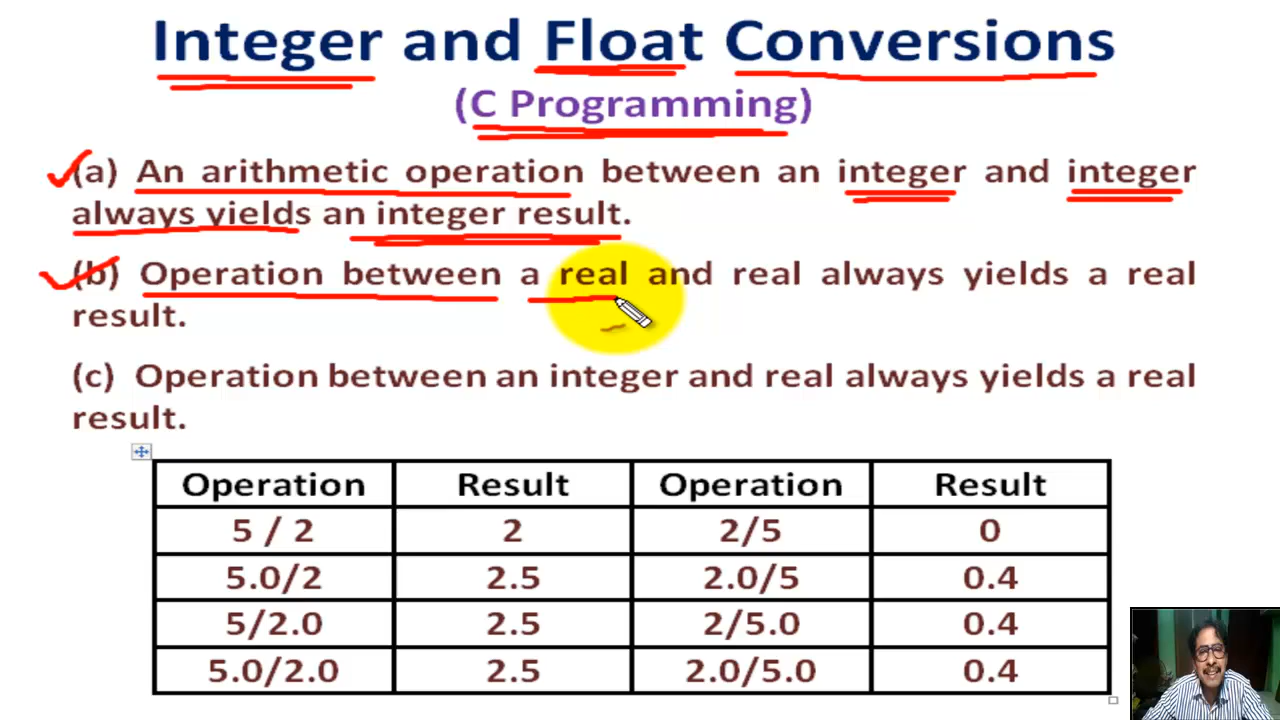 Integer and Float Conversions
(C Programming)
(a) An arithmetic operation between an integer and integer
always yields an integer result.
(b) Operation between a real and real always yields a real
result.
(c) Operation between an integer and real always yields a real
result.
Operation Result Operation Result
5 / 2 2 2/5 0
5.0/2 2.5 2.0/5 0.4
5/2.0 2.5 2/5.0 0.4
5.0/2.0 2.5 2.0/5.0 0.4